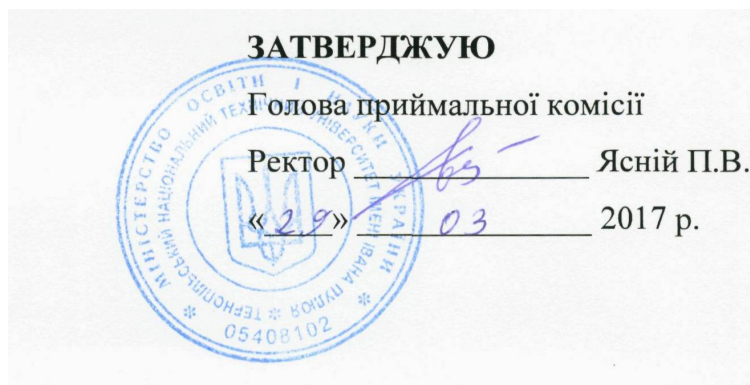 ЗАТВЕРДЖУЮ
Голова приймальної комісії
Ректор ______________ Ясній П.В.
« 29 » 03 2017 р.
МІНІСТЕРСТВО ОСВІТИ І НАУКИ УКРАЇНИ
ТЕРНОПІЛЬСЬКИЙ НАЦІОНАЛЬНИЙ ТЕХНІЧНИЙ УНІВЕРСИТЕТ ІМЕНІ ІВАНА ПУЛЮЯ
05408102